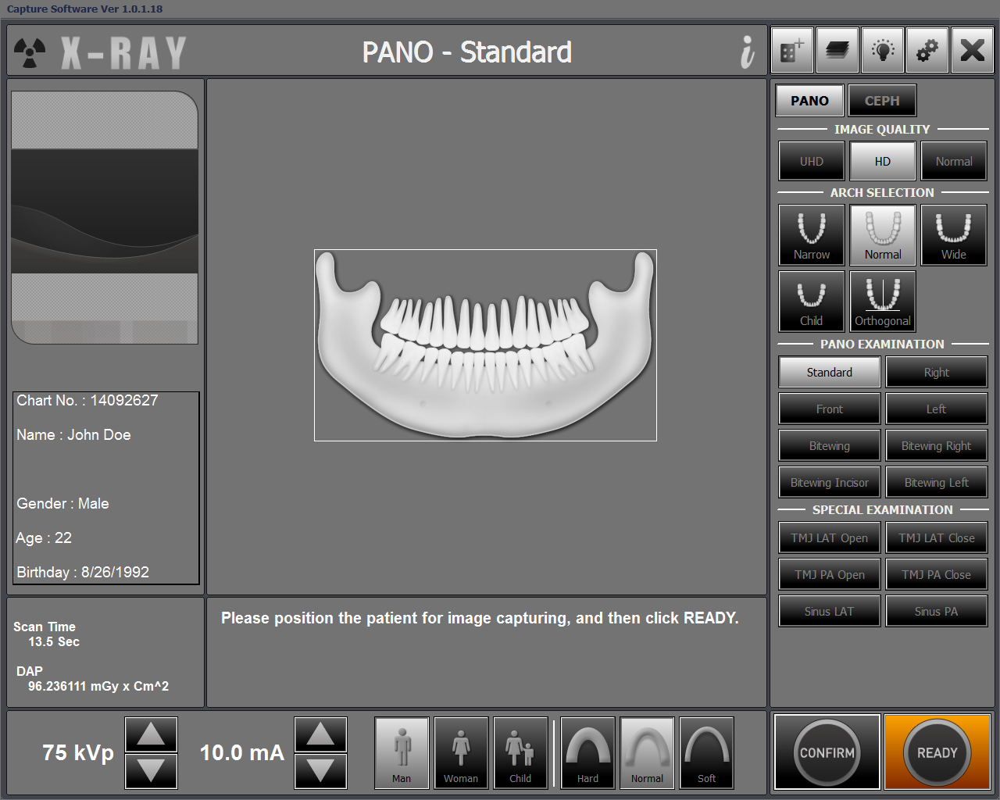 Capture Software Ver 1.0.1.18
X-RAY
PANO - Standard
i
PANO
CEPH
IMAGE QUALITY
UHD
HD
Normal
ARCH SELECTION
Narrow
Normal
Wide
Child
Orthogonal
PANO EXAMINATION
Standard
Right
Front
Left
Bitewing
Bitewing Right
Bitewing Incisor
Bitewing Left
SPECIAL EXAMINATION
TMJ LAT Open
TMJ LAT Close
TMJ PA Open
TMJ PA Close
Sinus LAT
Sinus PA
Chart No. : 14092627
Name : John Doe
Gender : Male
Age : 22
Birthday : 8/26/1992
Scan Time
13.5 Sec
DAP
96.236111 mGy x Cm^2
Please position the patient for image capturing, and then click READY.
75 kVp
10.0 mA
Man
Woman
Child
Hard
Normal
Soft
CONFIRM
READY